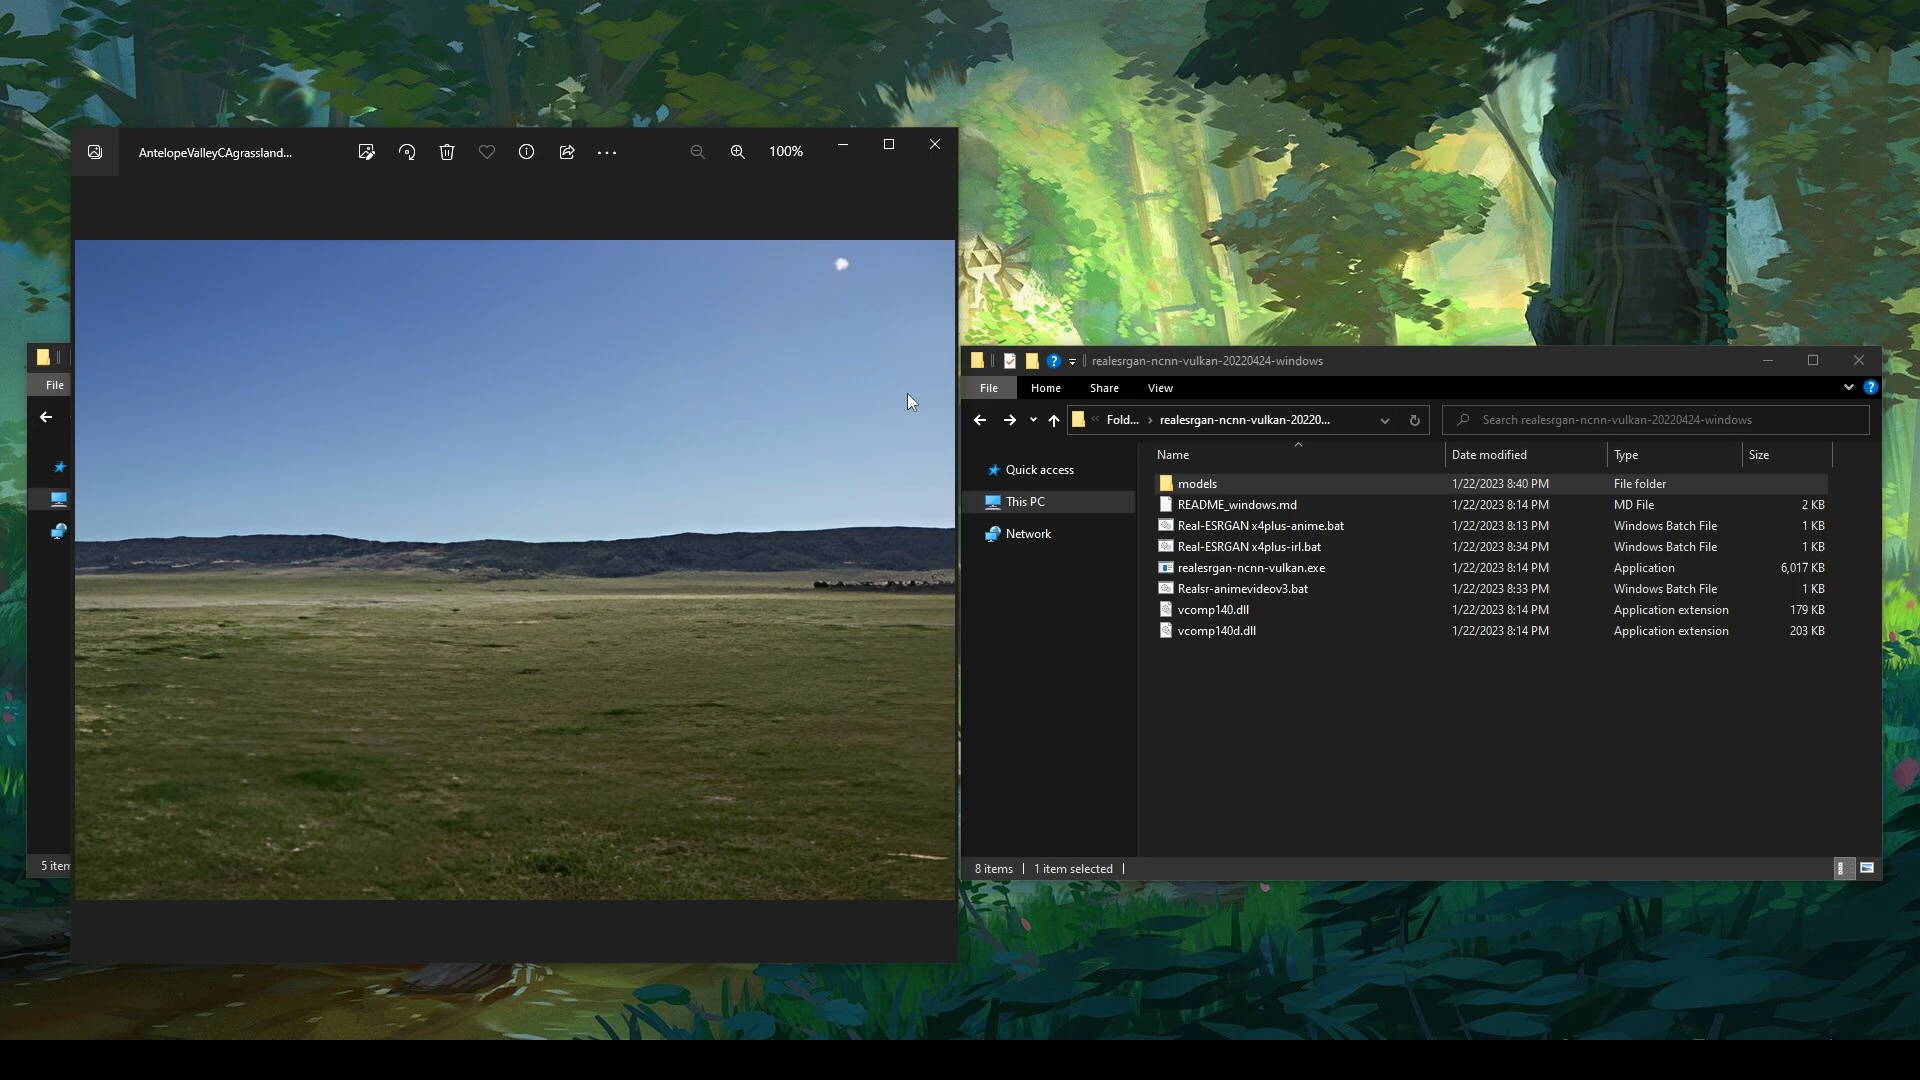 AntelopeValleyCAgrassland...
100%
File
5 item
realesrgan-ncnn-vulkan-20220424-windows
File Home Share View
Fold... realesrgan-ncnn-vulkan-20220... Search realesrgan-ncnn-vulkan-20220424-windows
Quick access
This PC
Network
Name Date modified Type Size
models 1/22/2023 8:40 PM File folder
README_windows.md 1/22/2023 8:14 PM MD File 2 KB
Real-ESRGAN x4plus-anime.bat 1/22/2023 8:13 PM Windows Batch File 1 KB
Real-ESRGAN x4plus-irl.bat 1/22/2023 8:34 PM Windows Batch File 1 KB
realesrgan-ncnn-vulkan.exe 1/22/2023 8:14 PM Application 6,017 KB
Realsr-animevideov3.bat 1/22/2023 8:33 PM Windows Batch File 1 KB
vcomp140.dll 1/22/2023 8:14 PM Application extension 179 KB
vcomp140d.dll 1/22/2023 8:14 PM Application extension 203 KB
8 items 1 item selected